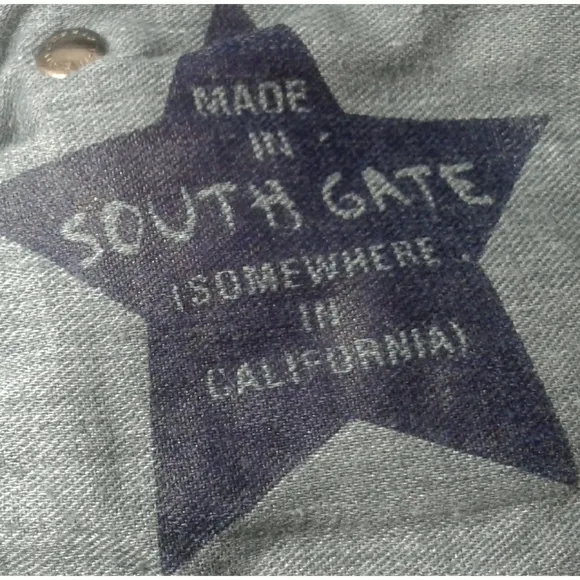 MADE
IN
SOUTH GATE
(SOMEWHERE
IN
CALIFORNIA)